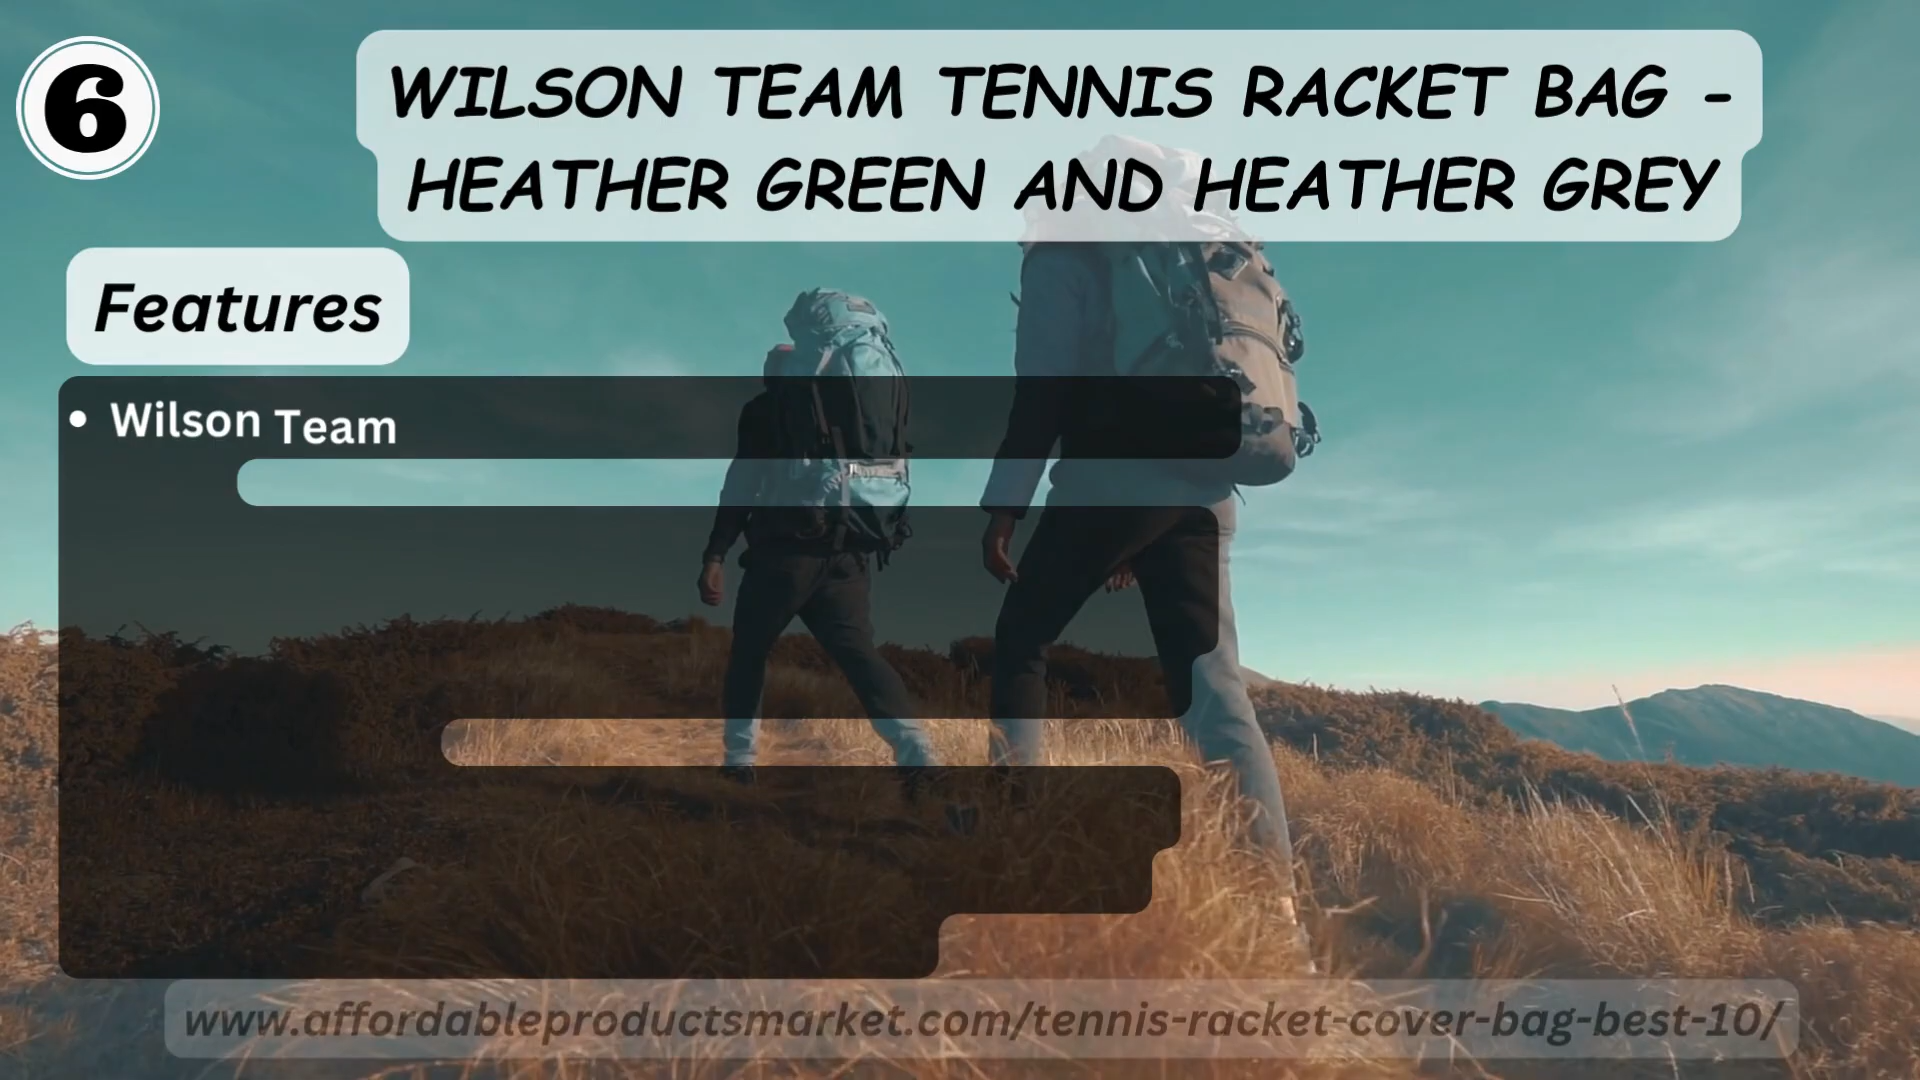 6
WILSON TEAM TENNIS RACKET BAG -
HEATHER GREEN AND HEATHER GREY
Features
• Wilson Team
www.affordableproductsmarket.com/tennis-racket-cover-bag-best-10/